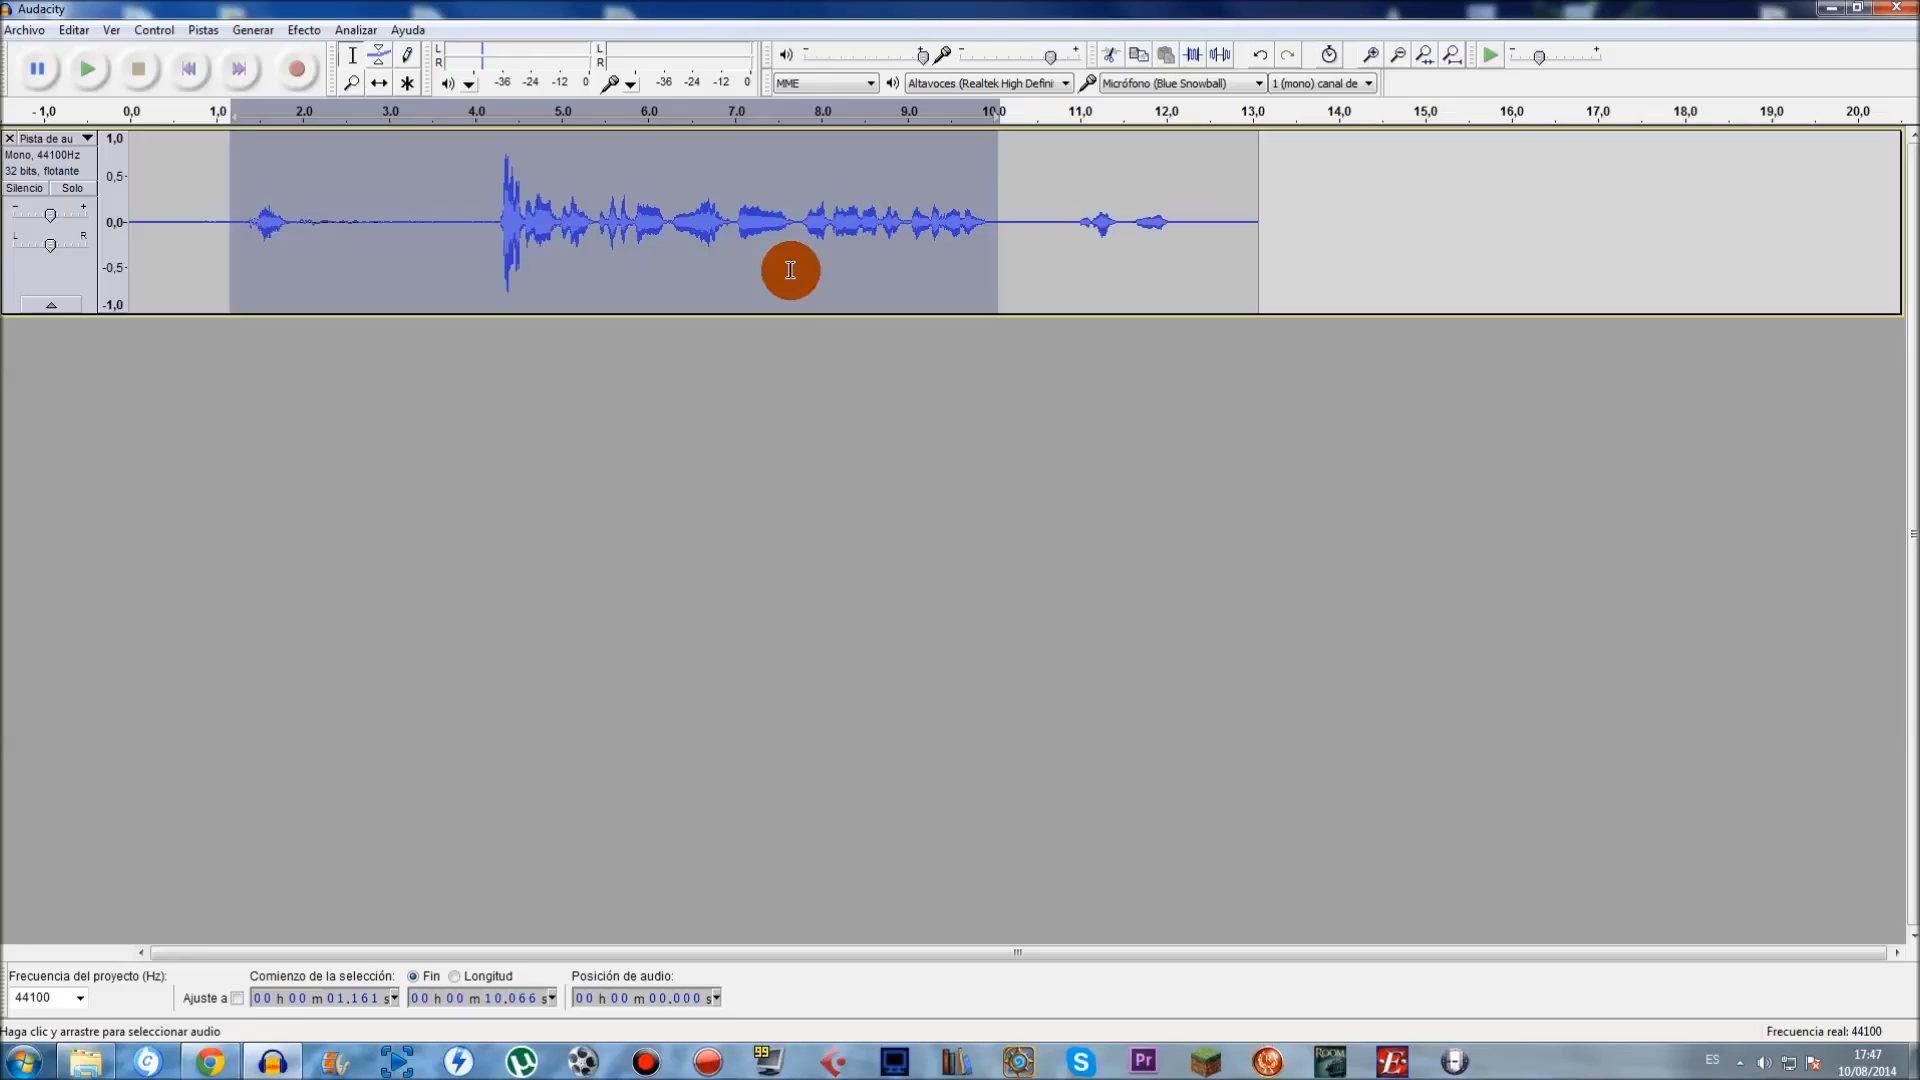 Audacity
Archivo Editar Ver Control Pistas Generar Efecto Analizar Ayuda
L R -36 -24 -12 0 L R -36 -24 -12 0
MME Altavoces (Realtek High Defini Micrófono (Blue Snowball) 1 (mono) canal de
-1,0 0,0 1,0 2,0 3,0 4,0 5,0 6,0 7,0 8,0 9,0 10,0 11,0 12,0 13,0 14,0 15,0 16,0 17,0 18,0 19,0 20,0
Pista de au 1,0
Mono, 44100Hz
32 bits, flotante 0,5
Silencio Solo
- + 0,0
L R
-0,5
-1,0
Frecuencia del proyecto (Hz): Comienzo de la selección: Fin Longitud Posición de audio:
44100 Ajuste a 00 h 00 m 01.161 s 00 h 00 m 10.066 s 00 h 00 m 00.000 s
Haga clic y arrastre para seleccionar audio Frecuencia real: 44100
99 S Pr ROOM E ES 17:47
10/08/2014